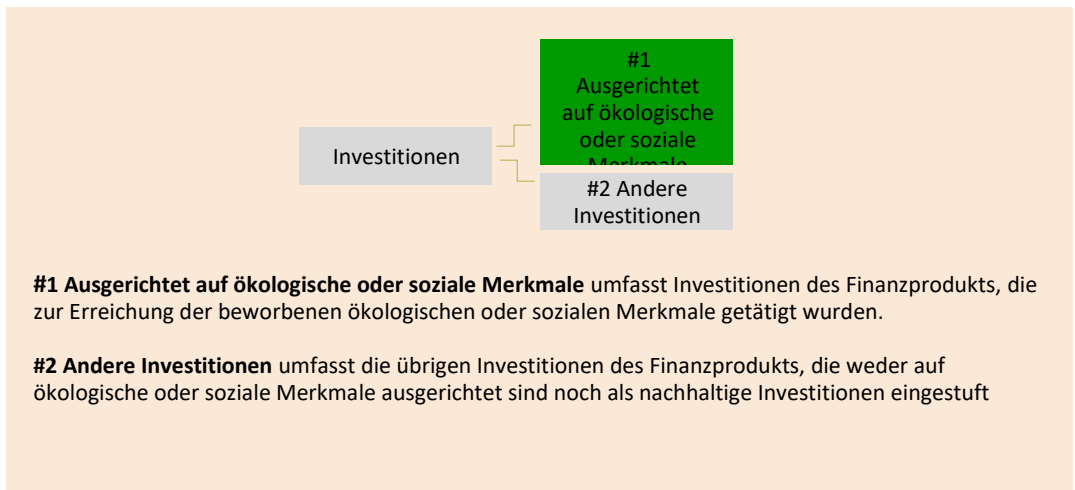 #1
Ausgerichtet
auf ökologische
oder soziale
Merkmale
Investitionen
#2 Andere
Investitionen
#1 Ausgerichtet auf ökologische oder soziale Merkmale umfasst Investitionen des Finanzprodukts, die
zur Erreichung der beworbenen ökologischen oder sozialen Merkmale getätigt wurden.
#2 Andere Investitionen umfasst die übrigen Investitionen des Finanzprodukts, die weder auf
ökologische oder soziale Merkmale ausgerichtet sind noch als nachhaltige Investitionen eingestuft